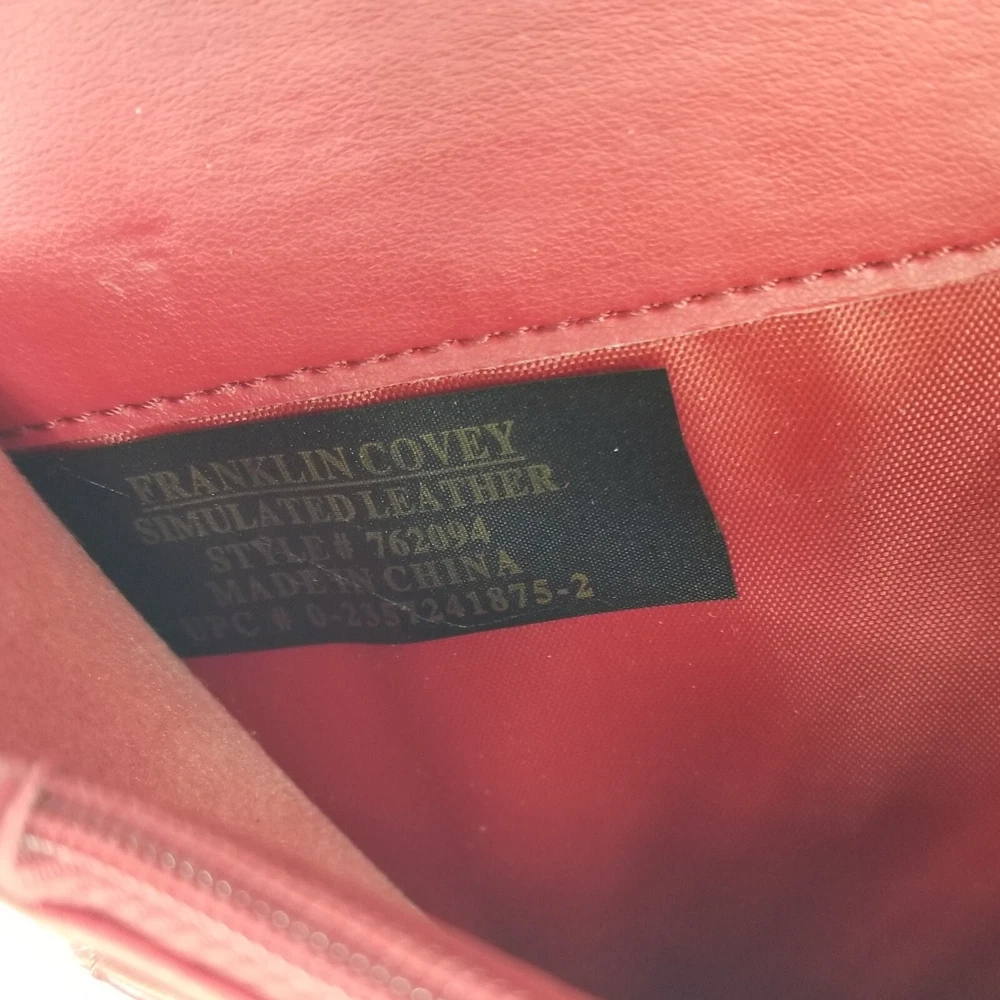 FRANKLIN COVEY
SIMULATED LEATHER
STYLE# 762094
MADE IN CHINA
UPC # 0-2357241875-2